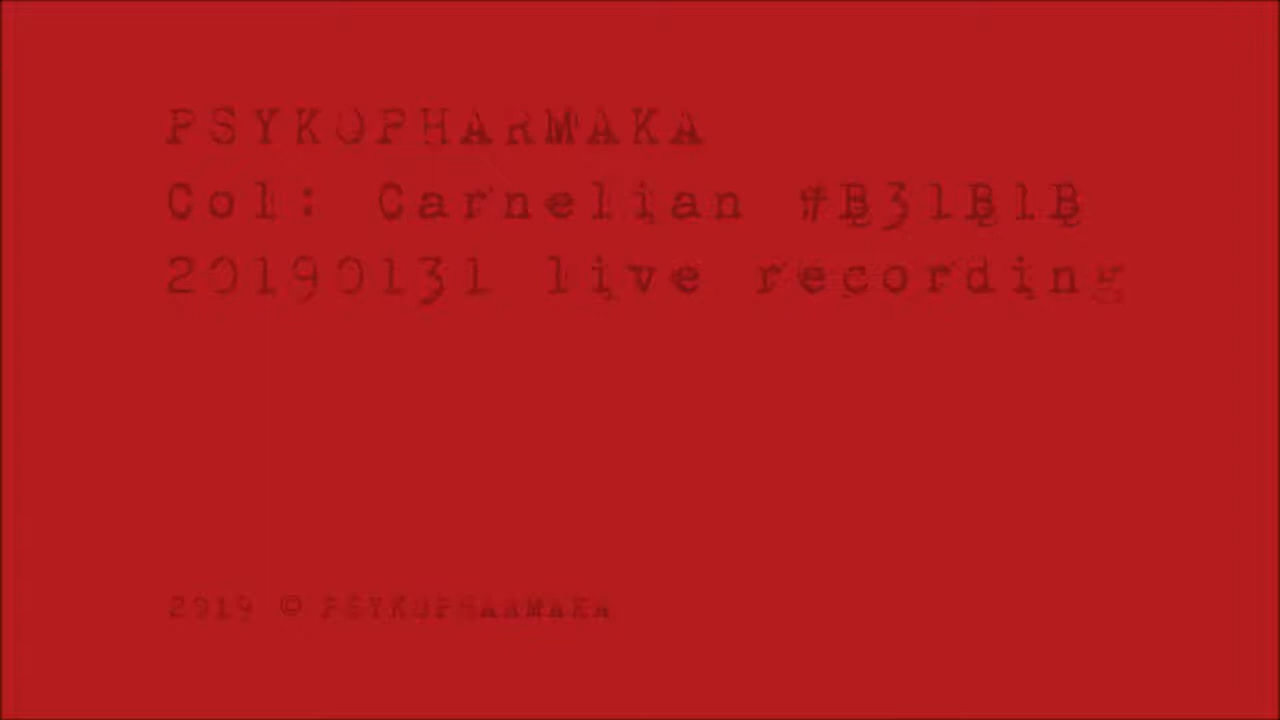 PSYKOPHARMAKA
Col: Carnelian #B31B1B
20190131 live recording
2019 © PSYKOPHARMAKA